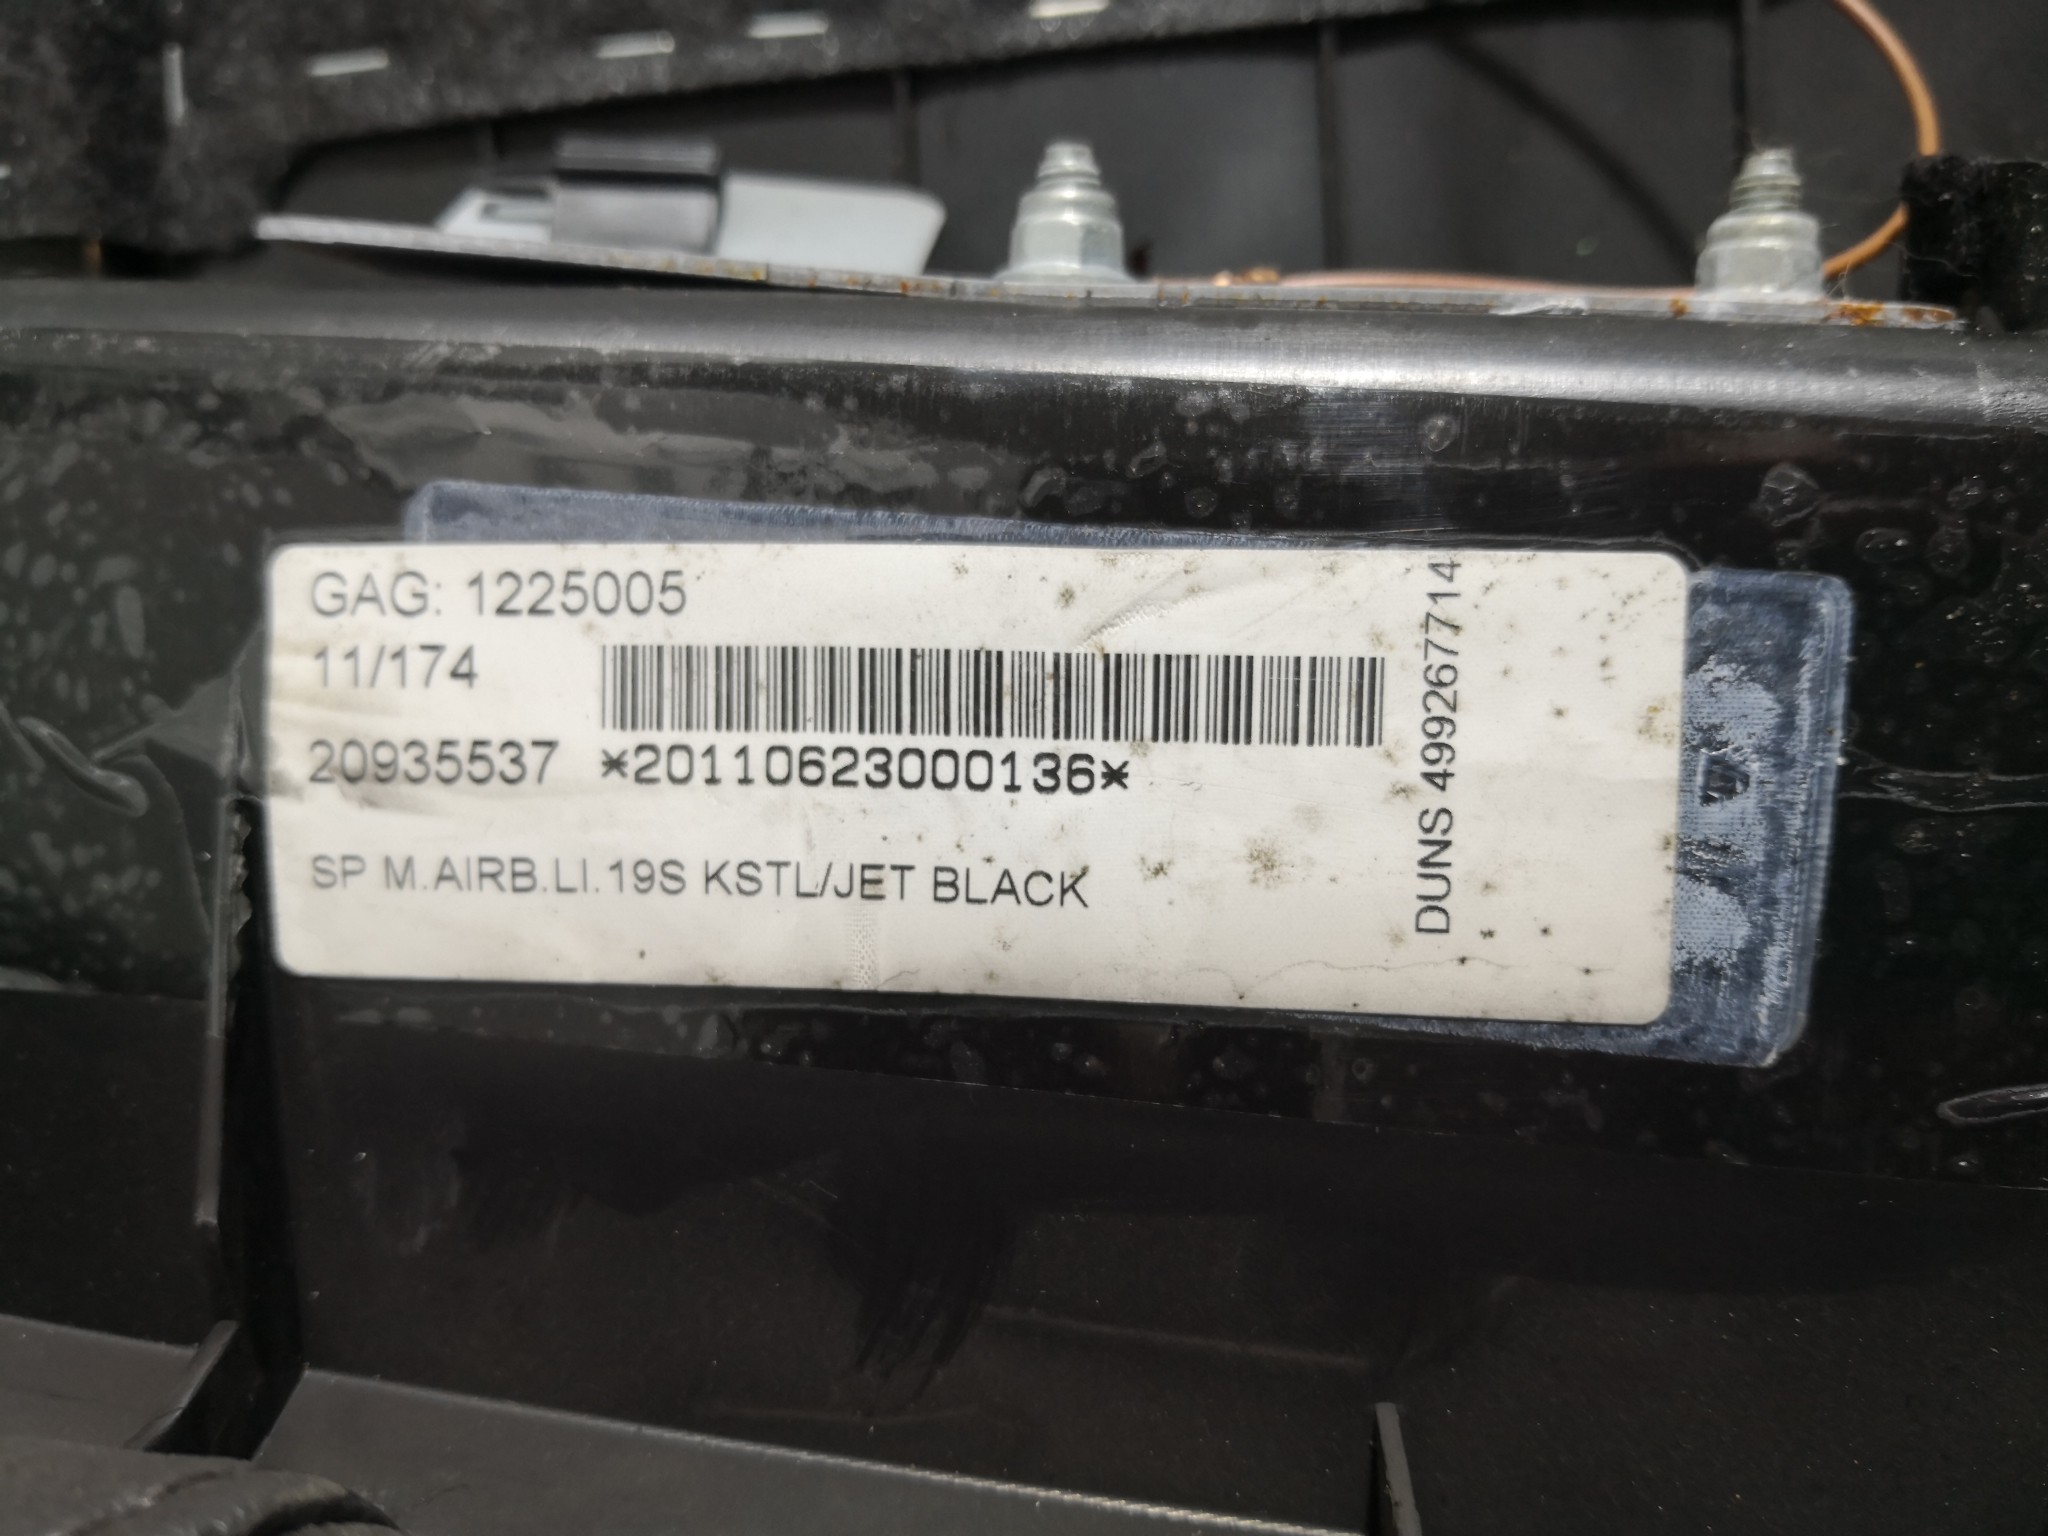 GAG: 1225005
11/174
20935537 *20110623000136*
SP M.AIRB.LI.19S KSTL/JET BLACK
DUNS 499267714